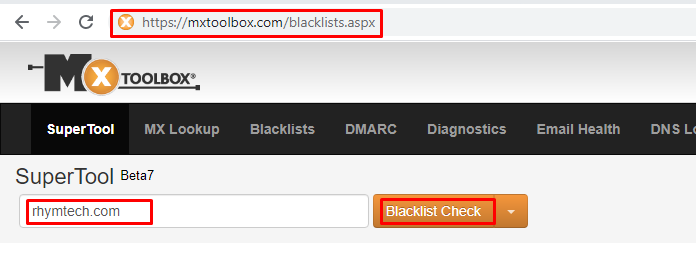 https://mxtoolbox.com/blacklists.aspx
MX TOOLBOX®
SuperTool MX Lookup Blacklists DMARC Diagnostics Email Health DNS Lo
SuperTool Beta7
rhymtech.com Blacklist Check